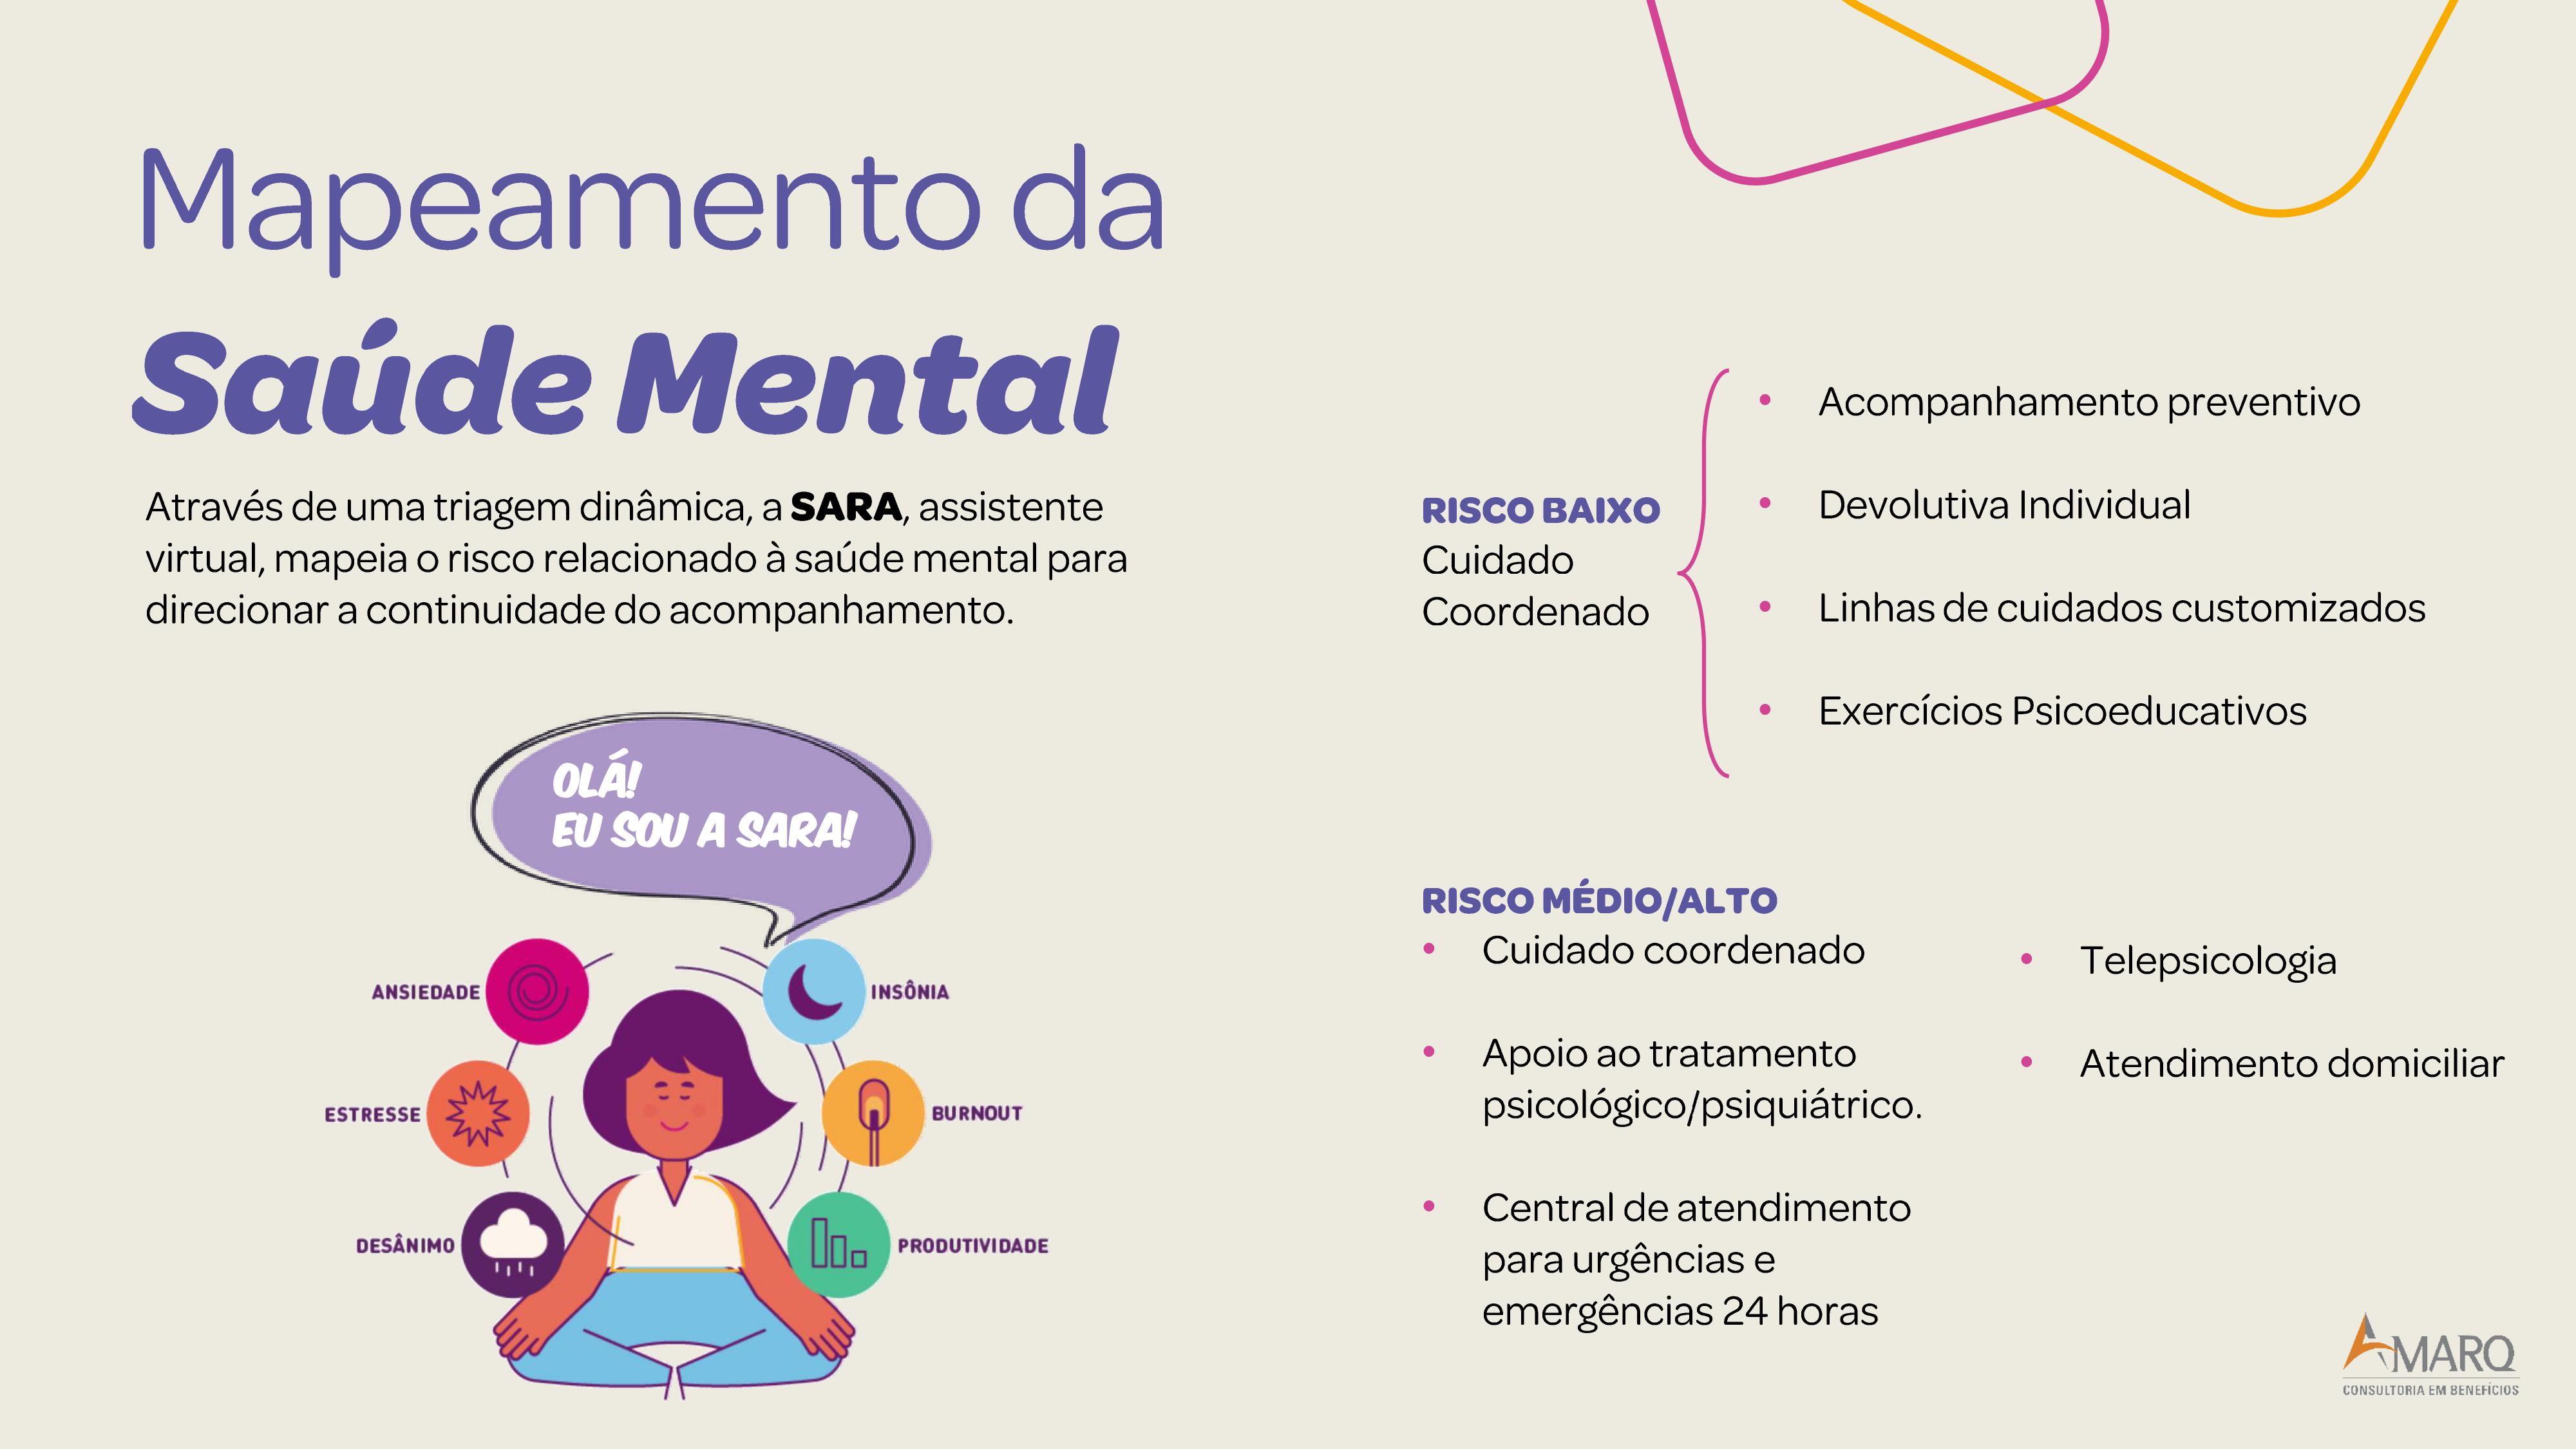 Mapeamento da
Saúde Mental
Através de uma triagem dinâmica, a SARA, assistente
virtual, mapeia o risco relacionado à saúde mental para
direcionar a continuidade do acompanhamento.
OLÁ!
EU SOU A SARA!
ANSIEDADE
INSÔNIA
ESTRESSE
BURNOUT
DESÂNIMO
PRODUTIVIDADE
RISCO BAIXO
Cuidado
Coordenado
• Acompanhamento preventivo
• Devolutiva Individual
• Linhas de cuidados customizados
• Exercícios Psicoeducativos
RISCO MÉDIO/ALTO
• Cuidado coordenado
• Apoio ao tratamento
psicológico/psiquiátrico.
• Central de atendimento
para urgências e
emergências 24 horas
• Telepsicologia
• Atendimento domiciliar
AMARQ
CONSULTORIA EM BENEFÍCIOS